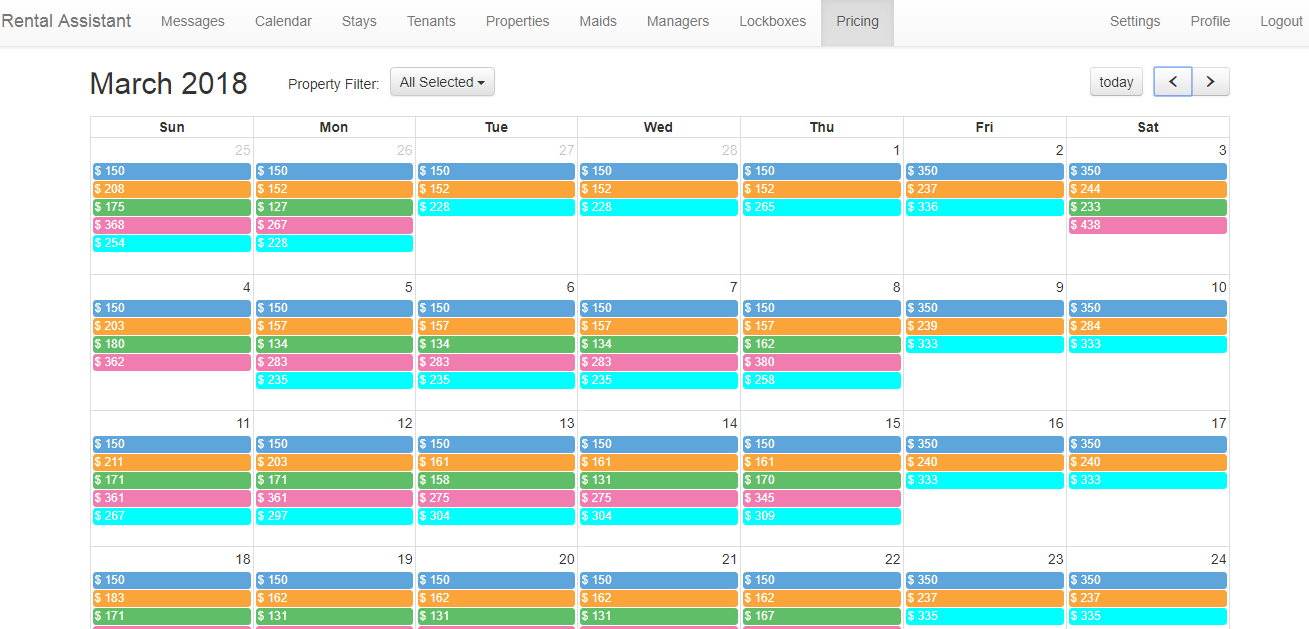 Rental Assistant Messages Calendar Stays Tenants Properties Maids Managers Lockboxes Pricing Settings Profile Logout
March 2018 Property Filter: All Selected today < >
Sun Mon Tue Wed Thu Fri Sat
25 26 27 28 1 2 3
$ 150 $ 150 $ 150 $ 150 $ 150 $ 350 $ 350
$ 208 $ 152 $ 152 $ 152 $ 152 $ 237 $ 244
$ 175 $ 127 $ 228 $ 228 $ 265 $ 336 $ 233
$ 368 $ 267 $ 438
$ 254 $ 228
4 5 6 7 8 9 10
$ 150 $ 150 $ 150 $ 150 $ 150 $ 350 $ 350
$ 203 $ 157 $ 157 $ 157 $ 157 $ 239 $ 284
$ 180 $ 134 $ 134 $ 134 $ 162 $ 333 $ 333
$ 362 $ 283 $ 283 $ 283 $ 380
$ 235 $ 235 $ 235 $ 258
11 12 13 14 15 16 17
$ 150 $ 150 $ 150 $ 150 $ 150 $ 350 $ 350
$ 211 $ 203 $ 161 $ 161 $ 161 $ 240 $ 240
$ 171 $ 171 $ 158 $ 131 $ 170 $ 333 $ 333
$ 361 $ 361 $ 275 $ 275 $ 345
$ 267 $ 297 $ 304 $ 304 $ 309
18 19 20 21 22 23 24
$ 150 $ 150 $ 150 $ 150 $ 150 $ 350 $ 350
$ 183 $ 162 $ 162 $ 162 $ 162 $ 237 $ 237
$ 171 $ 131 $ 131 $ 131 $ 167 $ 335 $ 335